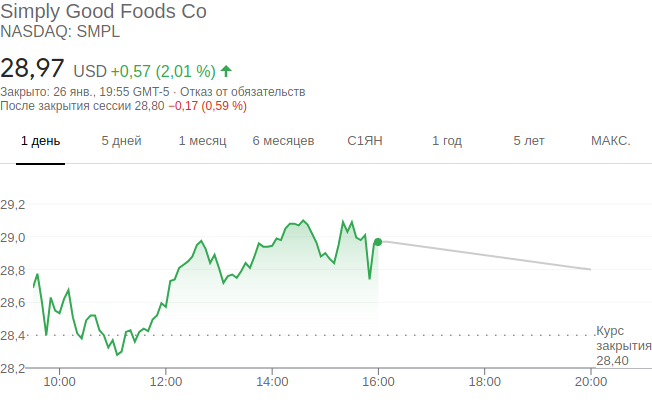 Simply Good Foods Co
NASDAQ: SMPL
28,97 USD +0,57 (2,01 %)
Закрыто: 26 янв., 19:55 GMT-5 · Отказ от обязательств
После закрытия сессии 28,80 −0,17 (0,59 %)
1 день 5 дней 1 месяц 6 месяцев С1ЯН 1 год 5 лет МАКС.
29,2
29,0
28,8
28,6
28,4
Курс
закрытия
28,40
28,2
10:00 12:00 14:00 16:00 18:00 20:00